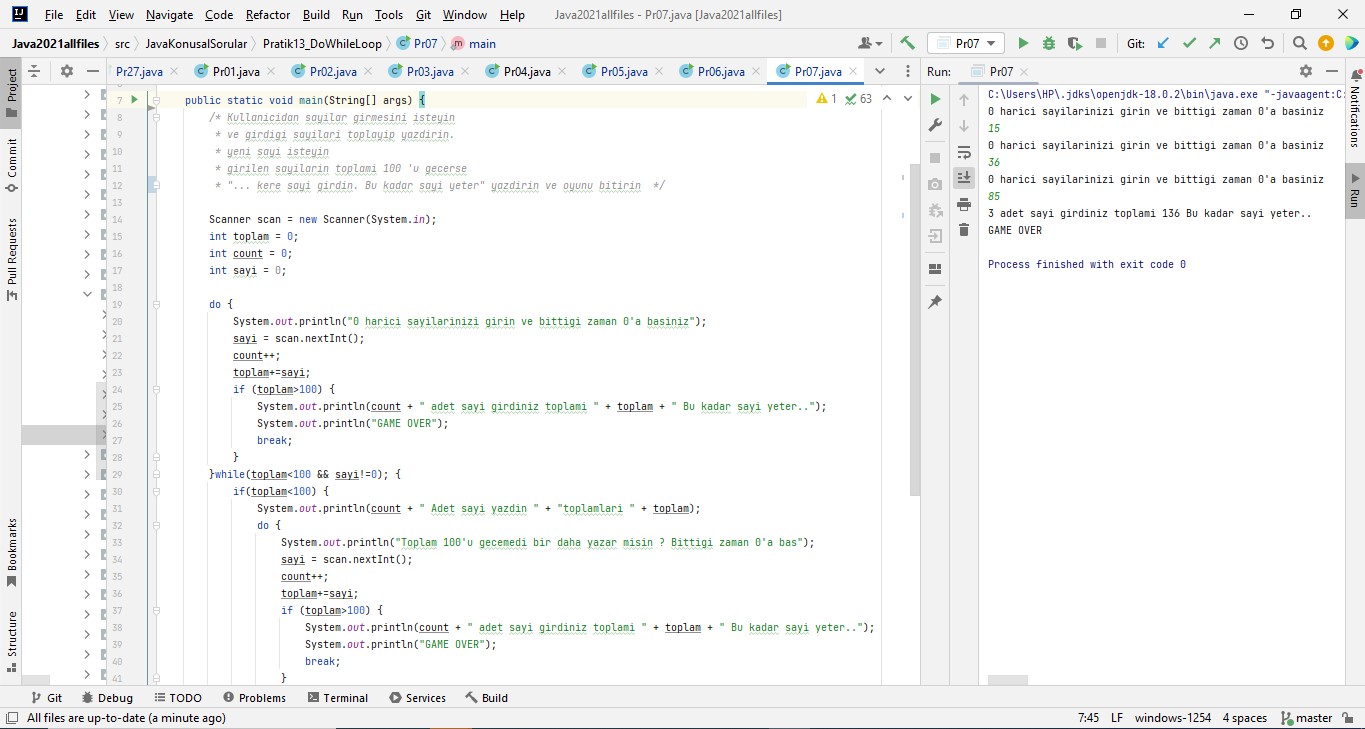 File Edit View Navigate Code Refactor Build Run Tools Git Window Help Java2021allfiles - Pr07.java [Java2021allfiles]
Java2021allfiles src JavaKonusalSorular Pratik13_DoWhileLoop Pr07 main Pr07 Git:
Project
Commit
Pull Requests
Bookmarks
Structure
Pr27.java Pr01.java Pr02.java Pr03.java Pr04.java Pr05.java Pr06.java Pr07.java
1 63
7 public static void main(String[] args) {
8 /* Kullanicidan sayilar girmesini isteyin
9 * ve girdigi sayilari toplayip yazdirin.
10 * yeni sayi isteyin
11 * girilen sayilarin toplami 100 'u gecerse
12 * "... kere sayi girdin. Bu kadar sayi yeter" yazdirin ve oyunu bitirin */
13
14 Scanner scan = new Scanner(System.in);
15 int toplam = 0;
16 int count = 0;
17 int sayi = 0;
18
19 do {
20 System.out.println("0 harici sayilarinizi girin ve bittigi zaman 0'a basiniz");
21 sayi = scan.nextInt();
22 count++;
23 toplam+=sayi;
24 if (toplam>100) {
25 System.out.println(count + " adet sayi girdiniz toplami " + toplam + " Bu kadar sayi yeter..");
26 System.out.println("GAME OVER");
27 break;
28 }
29 }while(toplam<100 && sayi!=0); {
30 if(toplam<100) {
31 System.out.println(count + " Adet sayi yazdin " + "toplamlari " + toplam);
32 do {
33 System.out.println("Toplam 100'u gecemedi bir daha yazar misin ? Bittigi zaman 0'a bas");
34 sayi = scan.nextInt();
35 count++;
36 toplam+=sayi;
37 if (toplam>100) {
38 System.out.println(count + " adet sayi girdiniz toplami " + toplam + " Bu kadar sayi yeter..");
39 System.out.println("GAME OVER");
40 break;
41 }
Run: Pr07
C:\Users\HP\.jdks\openjdk-18.0.2\bin\java.exe "-javaagent:C:
0 harici sayilarinizi girin ve bittigi zaman 0'a basiniz
15
0 harici sayilarinizi girin ve bittigi zaman 0'a basiniz
36
0 harici sayilarinizi girin ve bittigi zaman 0'a basiniz
85
3 adet sayi girdiniz toplami 136 Bu kadar sayi yeter..
GAME OVER
Process finished with exit code 0
Notifications
Run
Git Debug TODO Problems Terminal Services Build
All files are up-to-date (a minute ago) 7:45 LF windows-1254 4 spaces master